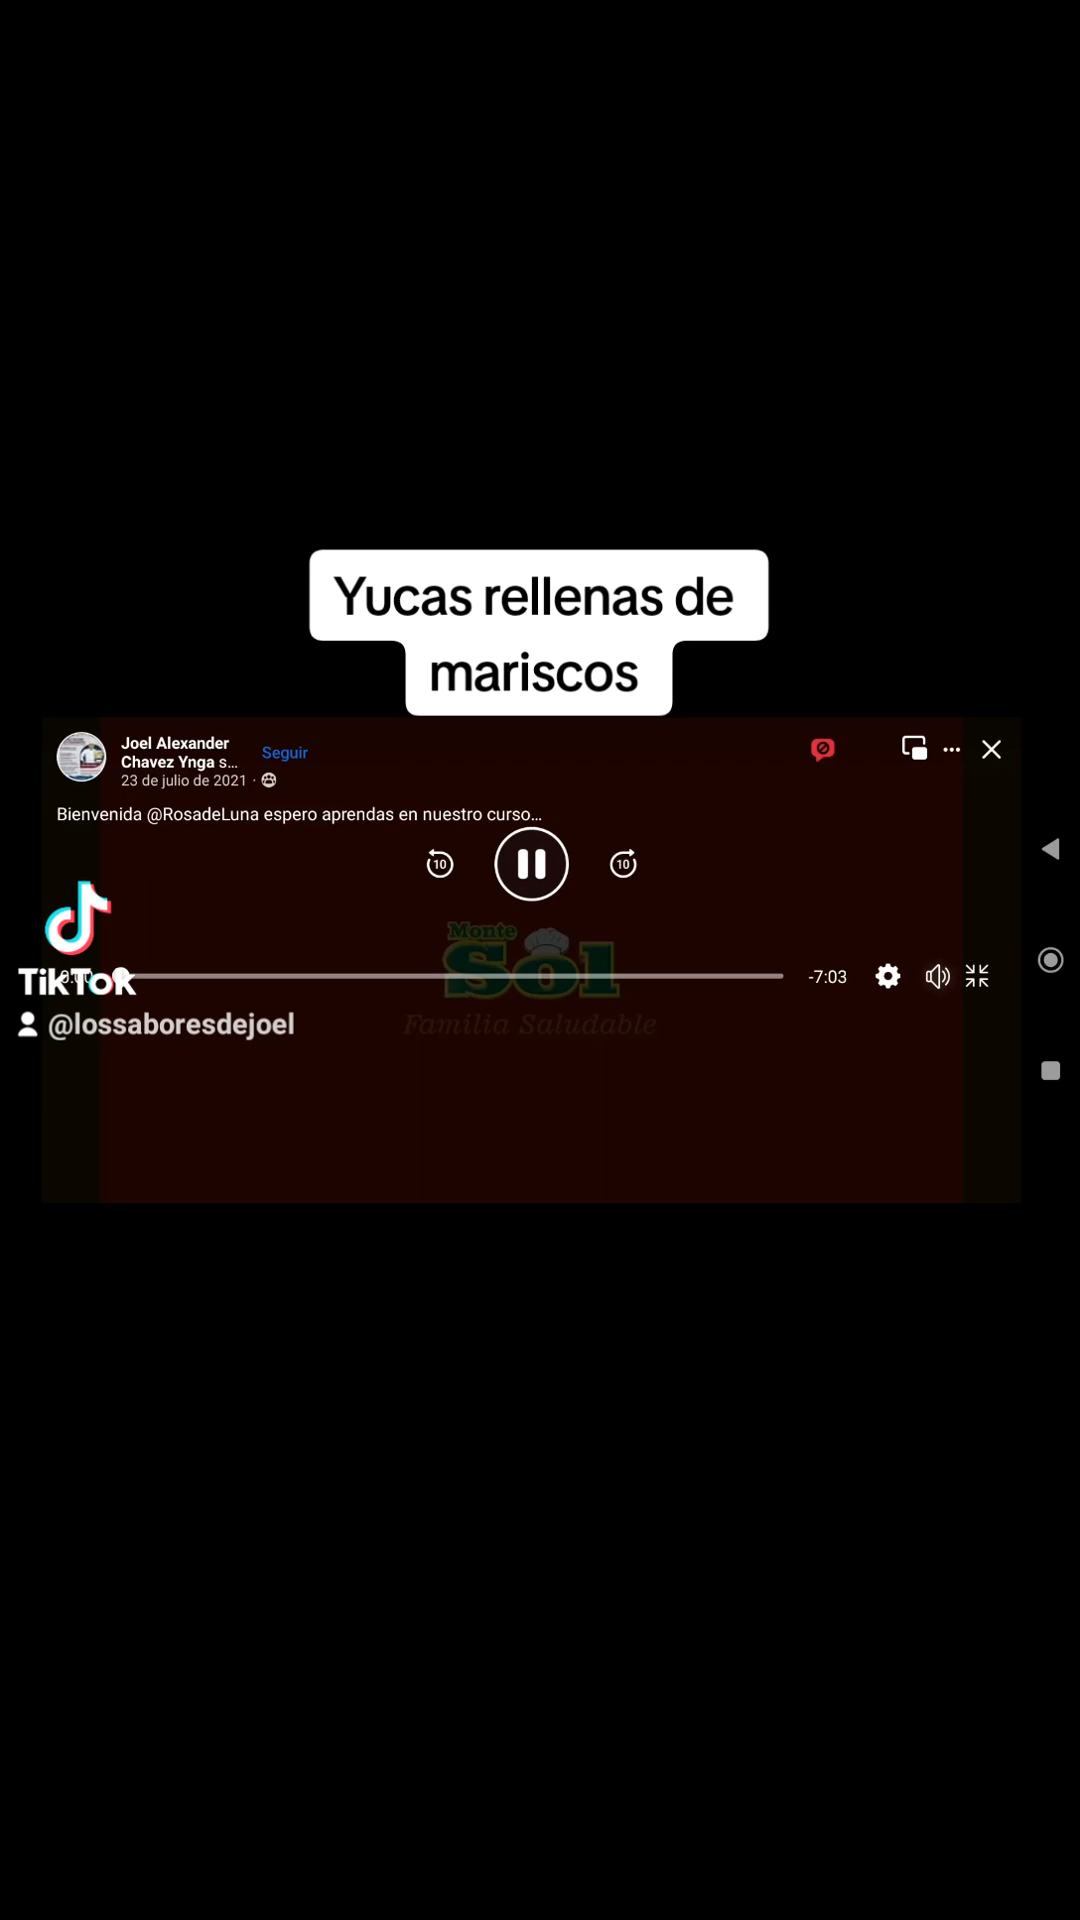 Yucas rellenas de
mariscos
Joel Alexander
Chavez Ynga s...
Seguir
23 de julio de 2021 ·
Bienvenida @RosadeLuna espero aprendas en nuestro curso...
10
10
Monte
Sol
Familia Saludable
-7:03
TikTok
@lossaboresdejoel